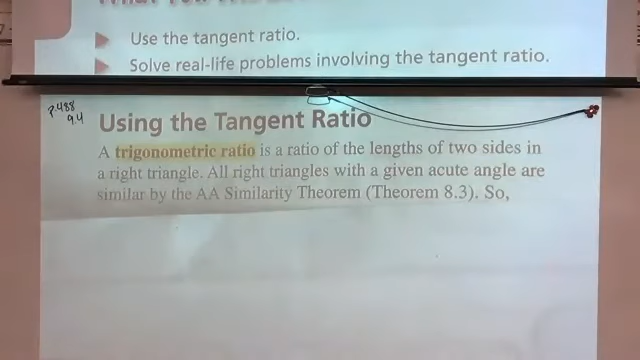 Use the tangent ratio.
Solve real-life problems involving the tangent ratio.
p.488
9.4
Using the Tangent Ratio
A trigonometric ratio is a ratio of the lengths of two sides in
a right triangle. All right triangles with a given acute angle are
similar by the AA Similarity Theorem (Theorem 8.3). So,